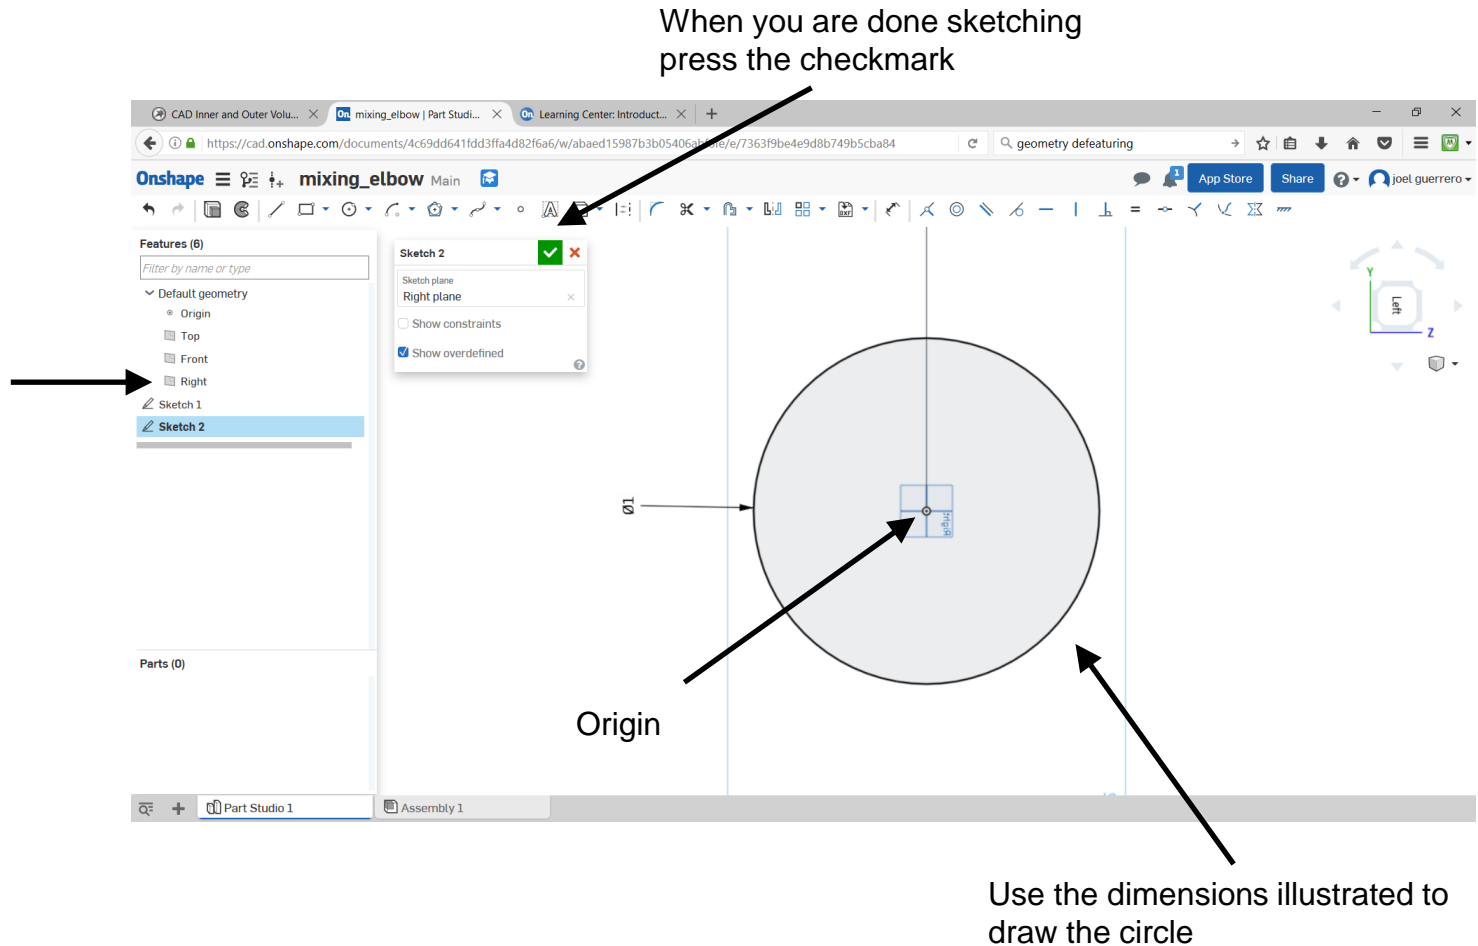 When you are done sketching
press the checkmark
CAD Inner and Outer Volu...
mixing_elbow | Part Studi...
Learning Center: Introduct...
geometry defeaturing
Onshape
mixing_elbow Main
1
App Store
Share
joel guerrero
Features (6)
Filter by name or type
Default geometry
Origin
Top
Front
Right
Sketch 1
Sketch 2
Sketch 2
Sketch plane
Right plane
Show constraints
Show overdefined
Y
Left
Z
Ø1
Right
Origin
Parts (0)
Part Studio 1
Assembly 1
Use the dimensions illustrated to
draw the circle